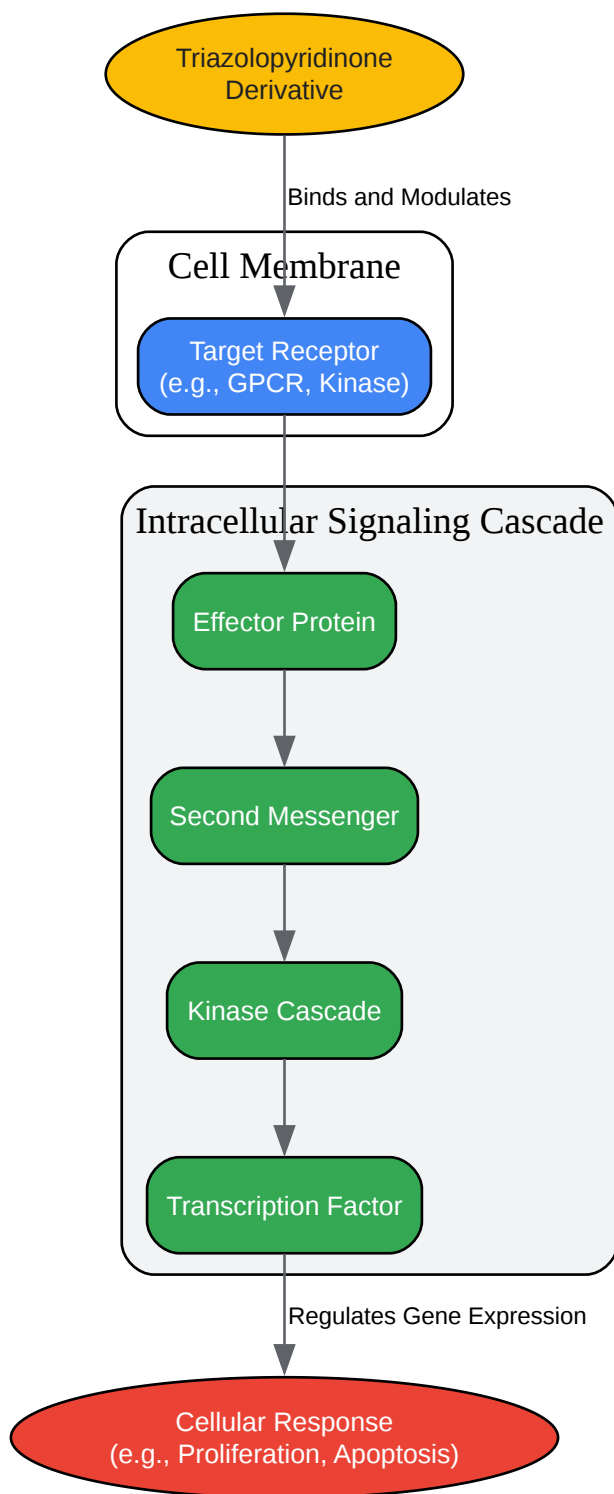 Triazolopyridinone
Derivative
Binds and Modulates
Cell Membrane
Target Receptor
(e.g., GPCR, Kinase)
Intracellular Signaling Cascade
Effector Protein
Second Messenger
Kinase Cascade
Transcription Factor
Regulates Gene Expression
Cellular Response
(e.g., Proliferation, Apoptosis)